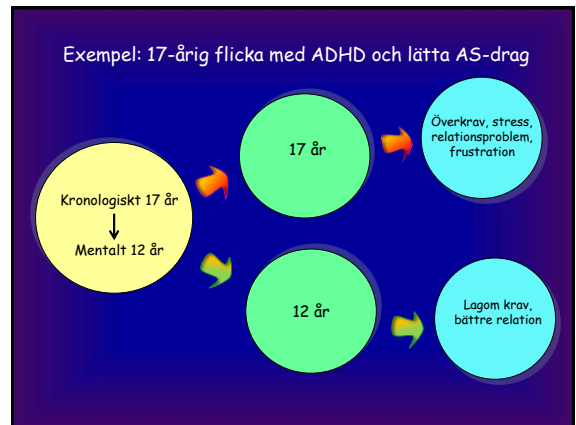 Exempel: 17-årig flicka med ADHD och lätta AS-drag
Kronologiskt 17 år
Mentalt 12 år
17 år
Överkrav, stress,
relationsproblem,
frustration
12 år
Lagom krav,
bättre relation